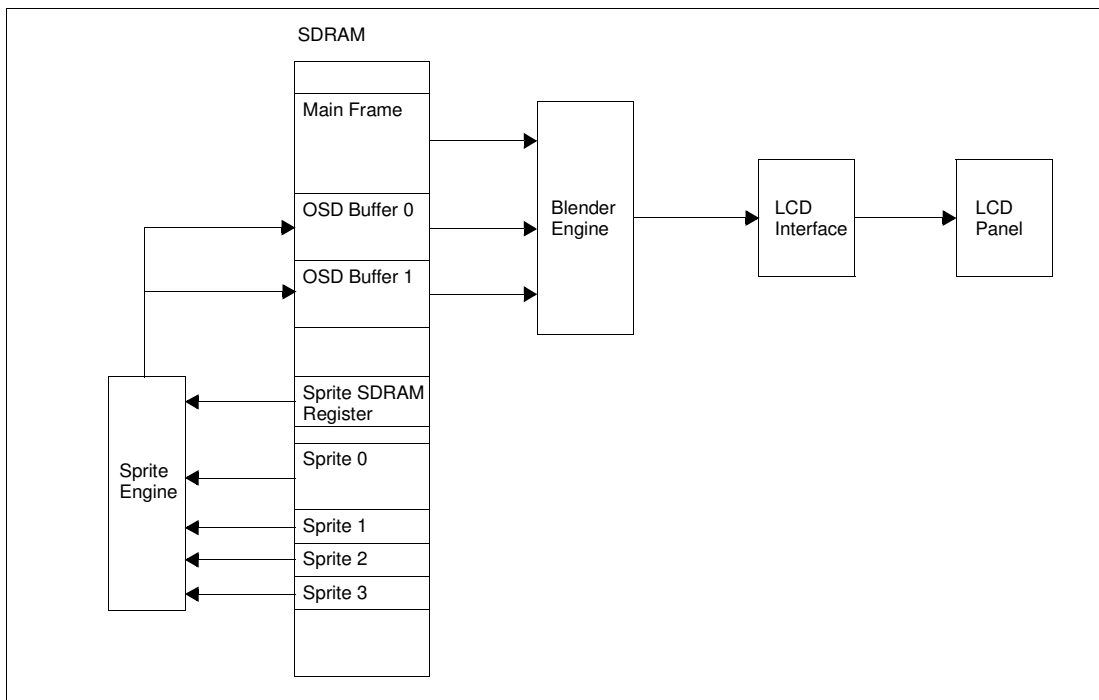 SDRAM
Main Frame
OSD Buffer 0
OSD Buffer 1
Sprite SDRAM
Register
Sprite 0
Sprite 1
Sprite 2
Sprite 3
Sprite
Engine
Blender
Engine
LCD
Interface
LCD
Panel